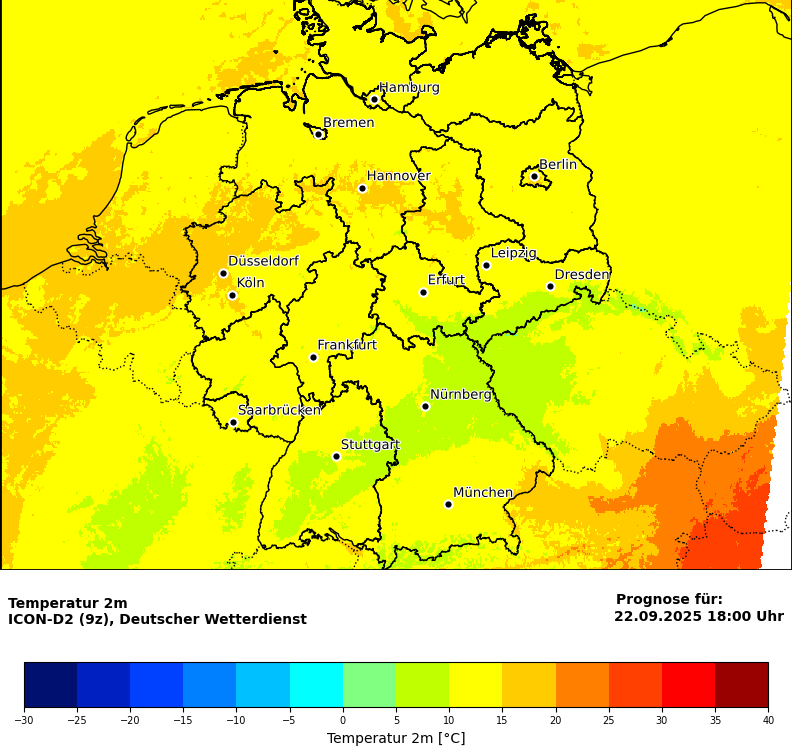 Hamburg
Bremen
Berlin
Hannover
Leipzig
Düsseldorf
Dresden
Köln
Erfurt
Frankfurt
Nürnberg
Saarbrücken
Stuttgart
München
Temperatur 2m
ICON-D2 (9z), Deutscher Wetterdienst
Prognose für:
22.09.2025 18:00 Uhr
−30 −25 −20 −15 −10 −5 0 5 10 15 20 25 30 35 40
Temperatur 2m [°C]